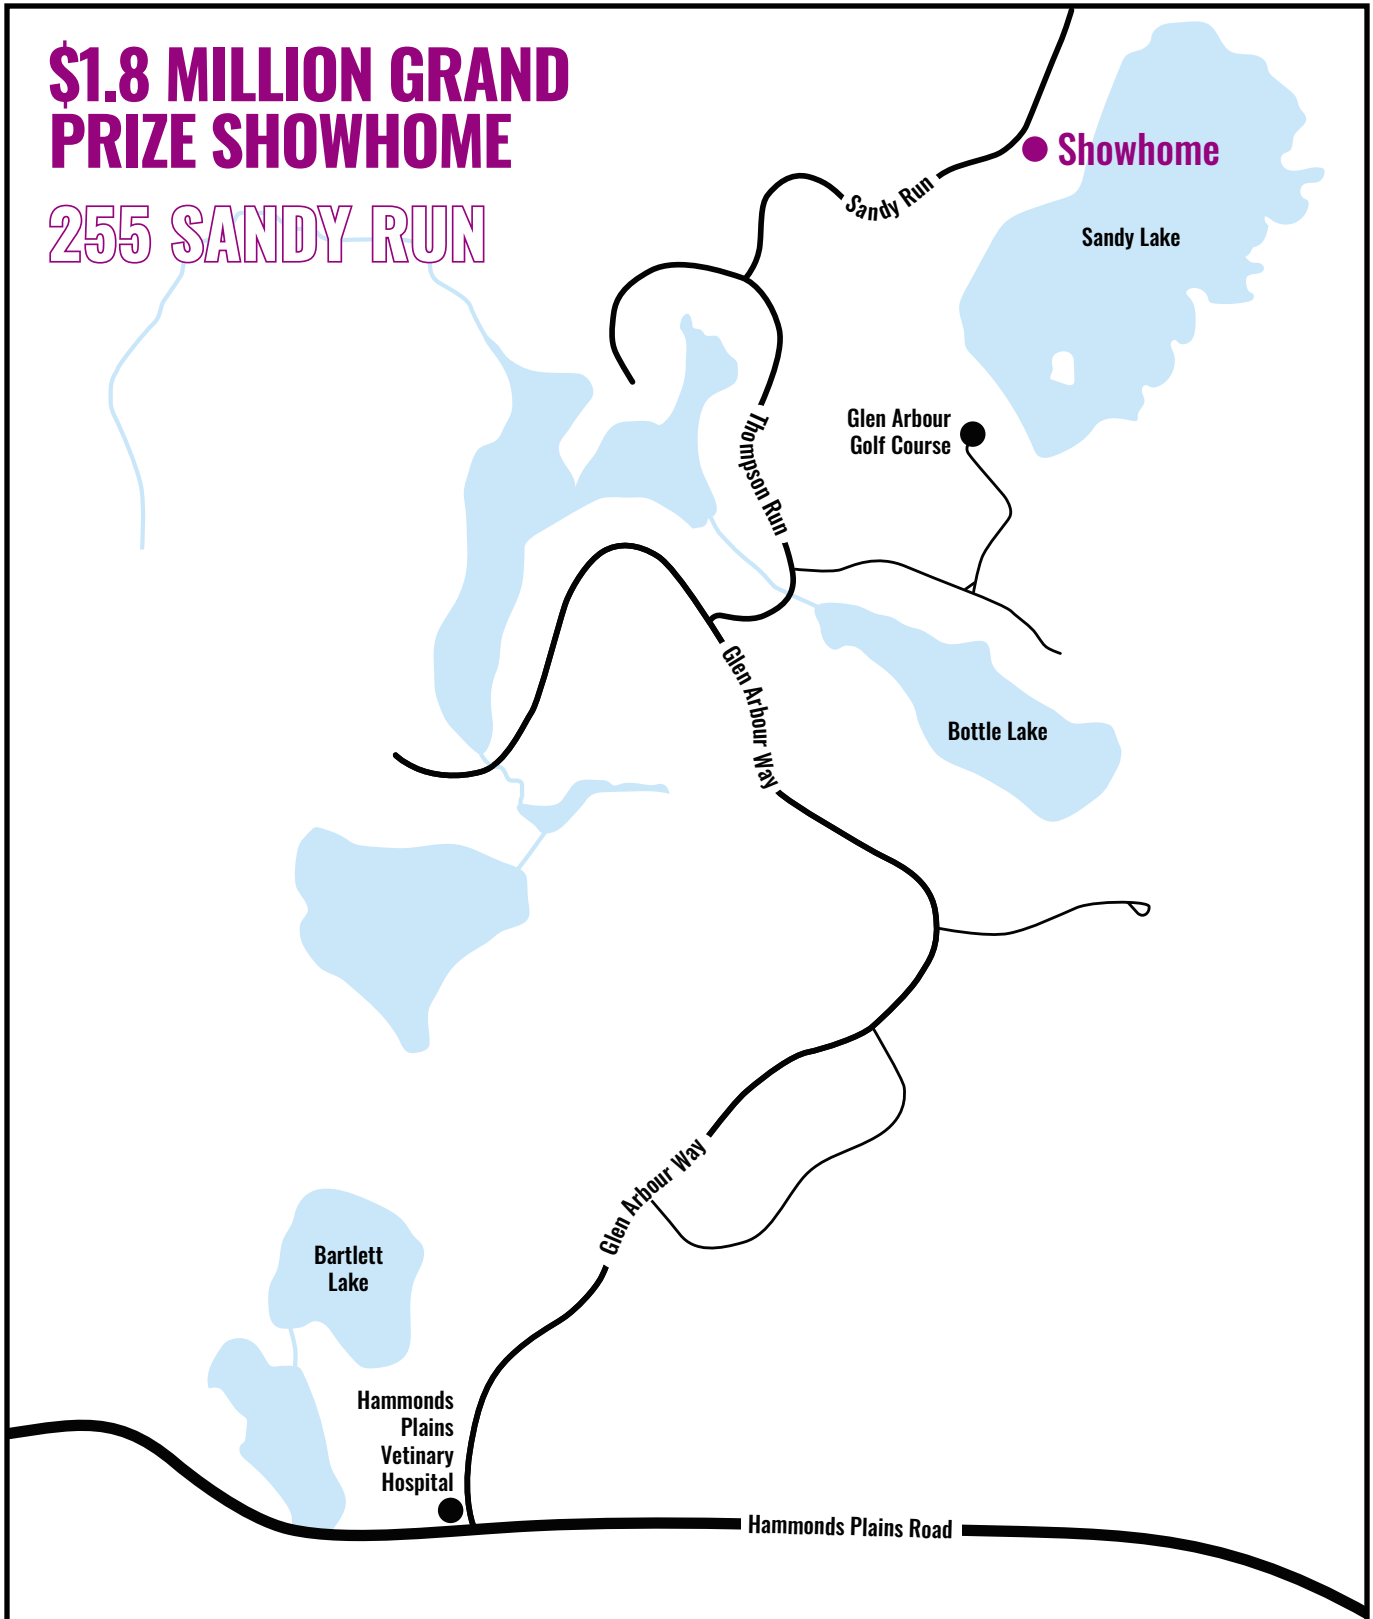 $1.8 MILLION GRAND
PRIZE SHOWHOME
255 SANDY RUN
Showhome
Sandy Run
Sandy Lake
Glen Arbour
Golf Course
Thompson Run
Glen Arbour Way
Bottle Lake
Glen Arbour Way
Bartlett
Lake
Hammonds
Plains
Vetinary
Hospital
Hammonds Plains Road